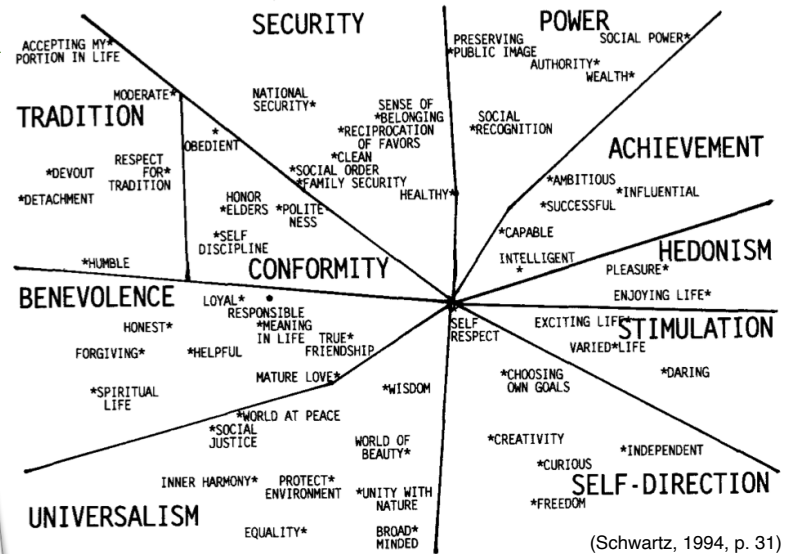 SECURITY
POWER
ACCEPTING MY*
PORTION IN LIFE
PRESERVING
*PUBLIC IMAGE
SOCIAL POWER*
AUTHORITY*
WEALTH*
MODERATE*
TRADITION
NATIONAL
SECURITY*
SENSE OF
*BELONGING
*RECIPROCATION
OF FAVORS
*CLEAN
*SOCIAL ORDER
*FAMILY SECURITY
HEALTHY*
SOCIAL
*RECOGNITION
*
OBEDIENT
ACHIEVEMENT
*DEVOUT
RESPECT
FOR*
TRADITION
*DETACHMENT
*AMBITIOUS
*INFLUENTIAL
*SUCCESSFUL
HONOR
*ELDERS
*POLITE-
NESS
*SELF
DISCIPLINE
*CAPABLE
INTELLIGENT
*
HEDONISM
PLEASURE*
ENJOYING LIFE*
*HUMBLE
CONFORMITY
BENEVOLENCE
LOYAL*
RESPONSIBLE
*MEANING
IN LIFE
TRUE*
FRIENDSHIP
HONEST*
FORGIVING*
*HELPFUL
MATURE LOVE*
*SPIRITUAL
LIFE
SELF
RESPECT
EXCITING LIFE*
STIMULATION
VARIED*LIFE
*DARING
*CHOOSING
OWN GOALS
*WISDOM
*WORLD AT PEACE
*SOCIAL
JUSTICE
WORLD OF
BEAUTY*
*CREATIVITY
*INDEPENDENT
*CURIOUS
SELF-DIRECTION
*FREEDOM
INNER HARMONY*
PROTECT*
ENVIRONMENT
*UNITY WITH
NATURE
UNIVERSALISM
EQUALITY*
BROAD*
MINDED
(Schwartz, 1994, p. 31)